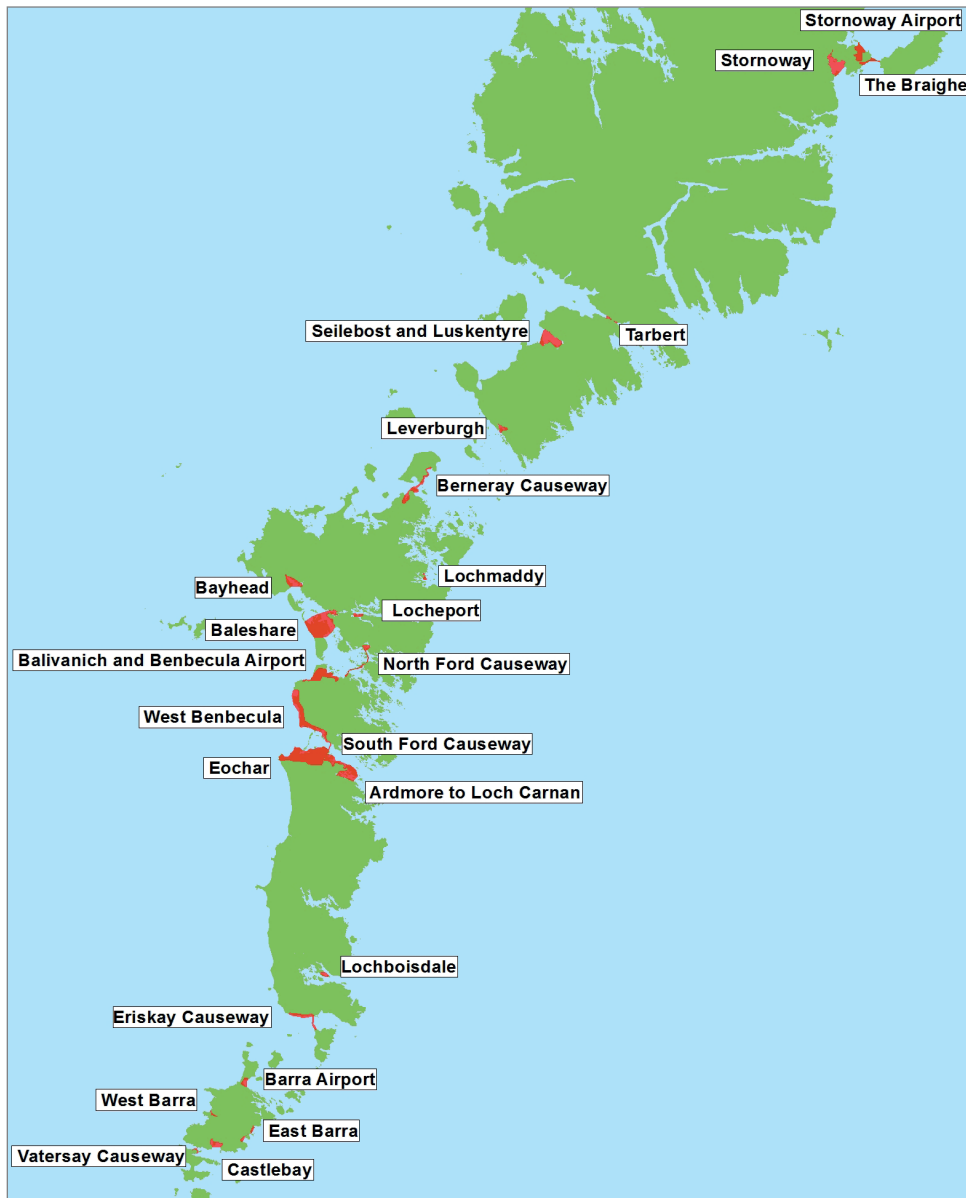 Stornoway Airport
Stornoway
The Braighe
Seilebost and Luskentyre
Tarbert
Leverburgh
Berneray Causeway
Lochmaddy
Bayhead
Locheport
Baleshare
Balivanich and Benbecula Airport
North Ford Causeway
West Benbecula
South Ford Causeway
Eochar
Ardmore to Loch Carnan
Lochboisdale
Eriskay Causeway
Barra Airport
West Barra
East Barra
Vatersay Causeway
Castlebay